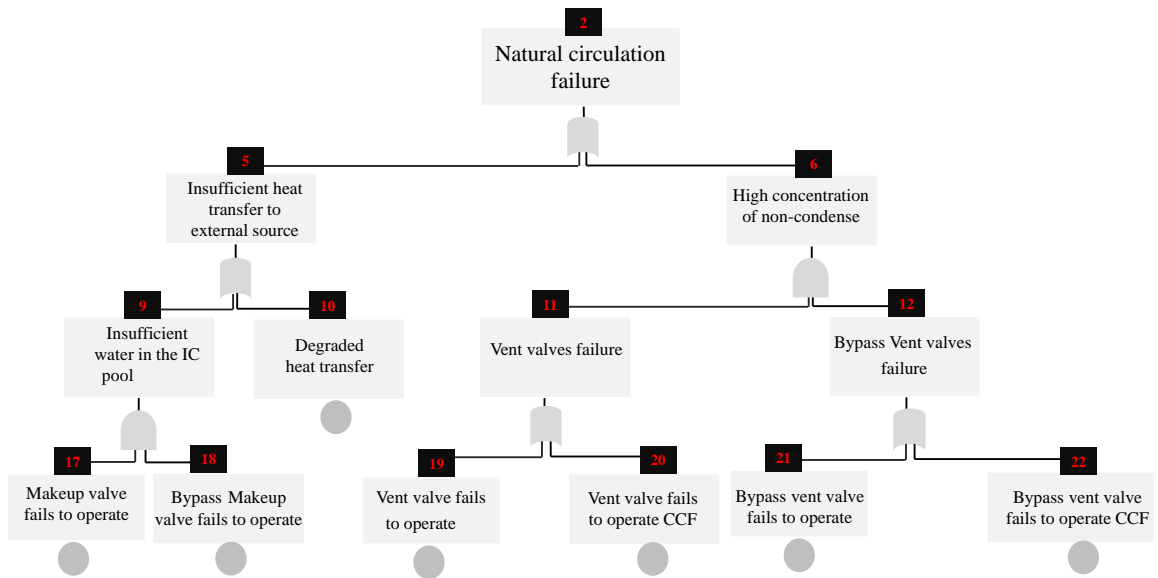 2
Natural circulation
failure
5
Insufficient heat
transfer to
external source
6
High concentration
of non-condense
9
Insufficient
water in the IC
pool
10
Degraded
heat transfer
11
Vent valves failure
12
Bypass Vent valves
failure
17
Makeup valve
fails to operate
18
Bypass Makeup
valve fails to operate
19
Vent valve fails
to operate
20
Vent valve fails
to operate CCF
21
Bypass vent valve
fails to operate
22
Bypass vent valve
fails to operate CCF